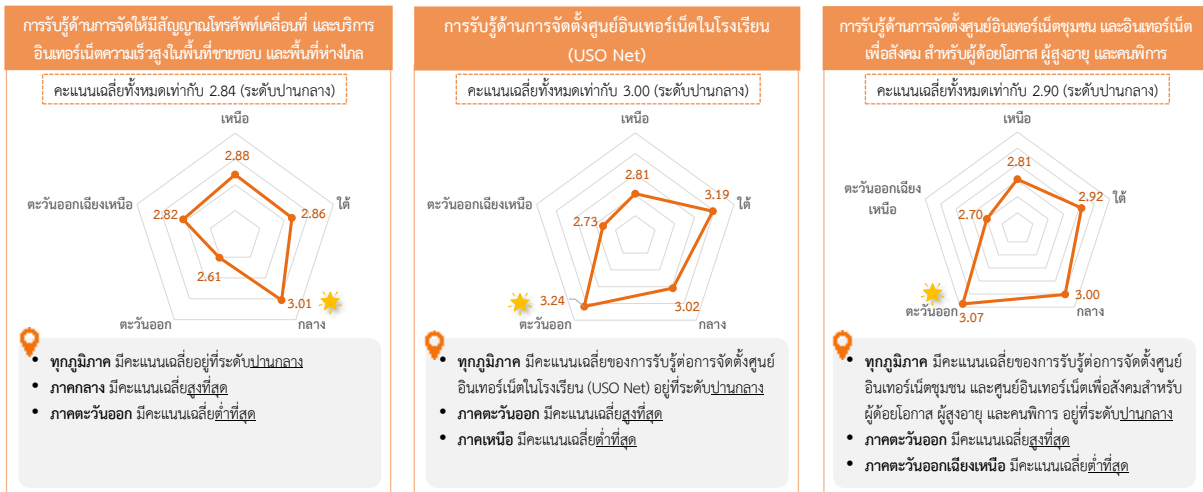 การรับรู้ด้านการจัดให้มีสัญญาณโทรศัพท์เคลื่อนที่ และบริการ
อินเทอร์เน็ตความเร็วสูงในพื้นที่ชายขอบ และพื้นที่ห่างไกล
คะแนนเฉลี่ยทั้งหมดเท่ากับ 2.84 (ระดับปานกลาง)
เหนือ
2.88
ตะวันออกเฉียงเหนือ
2.82
2.86
ใต้
2.61
3.01
ตะวันออก
กลาง
• ทุกภูมิภาค มีคะแนนเฉลี่ยอยู่ที่ระดับปานกลาง
• ภาคกลาง มีคะแนนเฉลี่ยสูงที่สุด
• ภาคตะวันออก มีคะแนนเฉลี่ยต่ำที่สุด
การรับรู้ด้านการจัดตั้งศูนย์อินเทอร์เน็ตในโรงเรียน
(USO Net)
คะแนนเฉลี่ยทั้งหมดเท่ากับ 3.00 (ระดับปานกลาง)
เหนือ
2.81
3.19
ตะวันออกเฉียงเหนือ
2.73
ใต้
3.24
3.02
ตะวันออก
กลาง
• ทุกภูมิภาค มีคะแนนเฉลี่ยของการรับรู้ต่อการจัดตั้งศูนย์
อินเทอร์เน็ตในโรงเรียน (USO Net) อยู่ที่ระดับปานกลาง
• ภาคตะวันออก มีคะแนนเฉลี่ยสูงที่สุด
• ภาคเหนือ มีคะแนนเฉลี่ยต่ำที่สุด
การรับรู้ด้านการจัดตั้งศูนย์อินเทอร์เน็ตชุมชน และอินเทอร์เน็ต
เพื่อสังคม สำหรับผู้ด้อยโอกาส ผู้สูงอายุ และคนพิการ
คะแนนเฉลี่ยทั้งหมดเท่ากับ 2.90 (ระดับปานกลาง)
เหนือ
2.81
ตะวันออกเฉียง
เหนือ
2.92
ใต้
2.70
3.00
ตะวันออก
กลาง
3.07
• ทุกภูมิภาค มีคะแนนเฉลี่ยของการรับรู้ต่อการจัดตั้งศูนย์
อินเทอร์เน็ตชุมชน และศูนย์อินเทอร์เน็ตเพื่อสังคมสำหรับ
ผู้ด้อยโอกาส ผู้สูงอายุ และคนพิการ อยู่ที่ระดับปานกลาง
• ภาคตะวันออก มีคะแนนเฉลี่ยสูงที่สุด
• ภาคตะวันออกเฉียงเหนือ มีคะแนนเฉลี่ยต่ำที่สุด